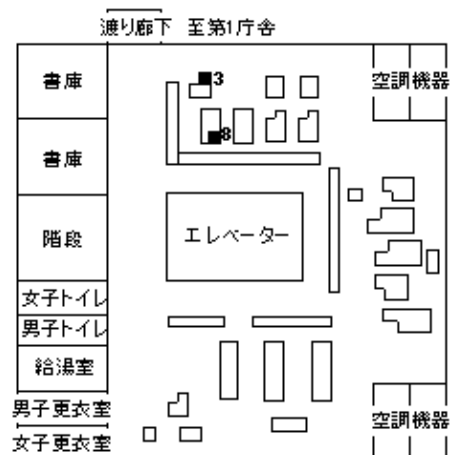 渡り廊下 至第1庁舎
書庫
3
空調機器
8
書庫
階段
エレベーター
女子トイレ
男子トイレ
給湯室
男子更衣室
空調機器
女子更衣室